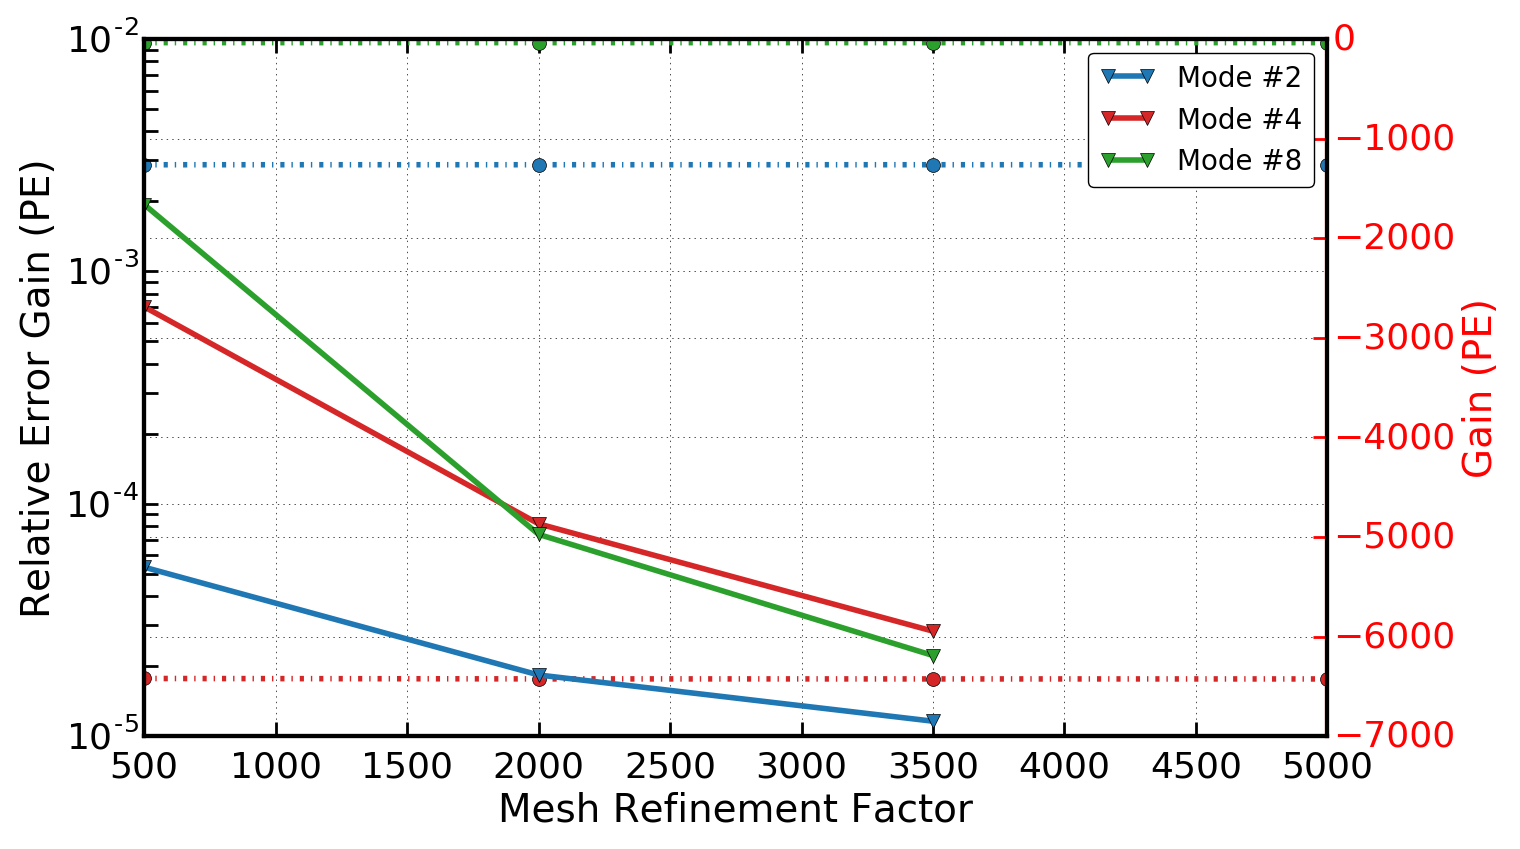 10-2
10-3
10-4
10-5
Relative Error Gain (PE)
0
−1000
−2000
−3000
−4000
−5000
−6000
−7000
Gain (PE)
Mode #2
Mode #4
Mode #8
500 1000 1500 2000 2500 3000 3500 4000 4500 5000
Mesh Refinement Factor